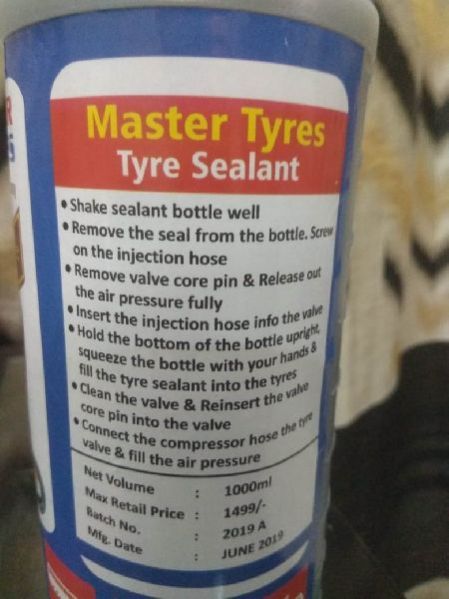 Master Tyres
Tyre Sealant
• Shake sealant bottle well
• Remove the seal from the bottle. Screw
on the injection hose
• Remove valve core pin & Release out
the air pressure fully
• Insert the injection hose info the valve
• Hold the bottom of the bottle upright,
squeeze the bottle with your hands &
fill the tyre sealant into the tyres
• Clean the valve & Reinsert the valve
core pin into the valve
• Connect the compressor hose the tyre
valve & fill the air pressure
Net Volume : 1000ml
Max Retail Price : 1499/-
Batch No. : 2019 A
Mfg. Date : JUNE 2019